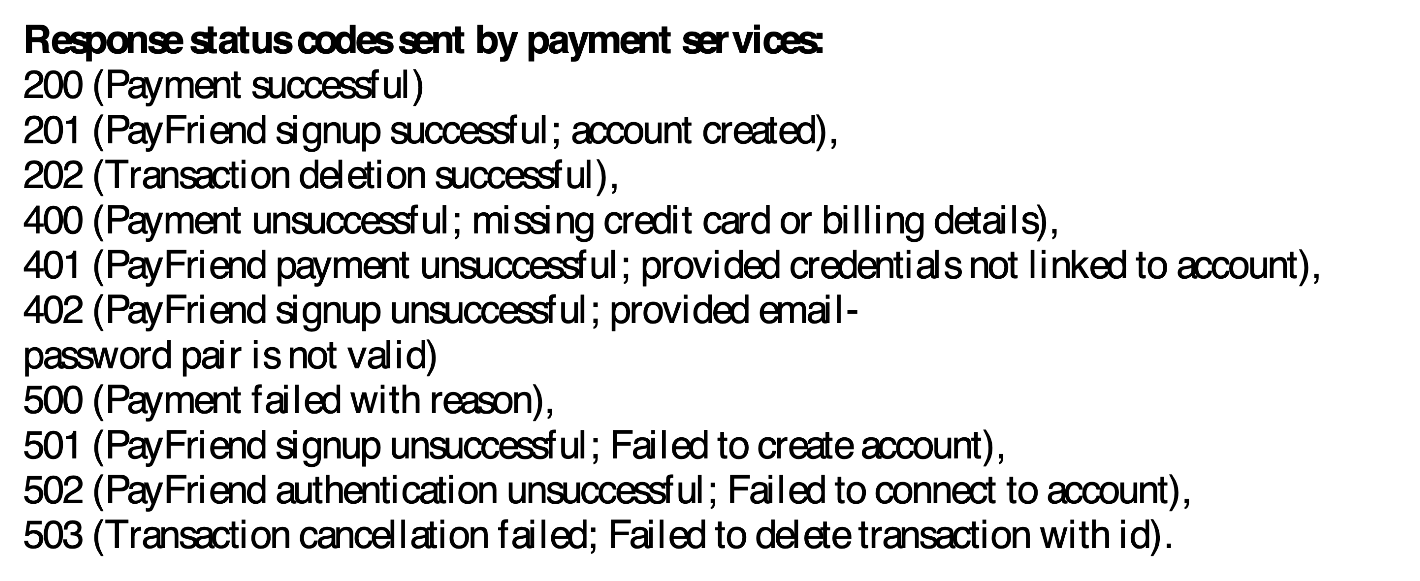 Response status codes sent by payment services:
200 (Payment successful)
201 (PayFriend signup successful; account created),
202 (Transaction deletion successful),
400 (Payment unsuccessful; missing credit card or billing details),
401 (PayFriend payment unsuccessful; provided credentials not linked to account),
402 (PayFriend signup unsuccessful; provided email-
password pair is not valid)
500 (Payment failed with reason),
501 (PayFriend signup unsuccessful; Failed to create account),
502 (PayFriend authentication unsuccessful; Failed to connect to account),
503 (Transaction cancellation failed; Failed to delete transaction with id).